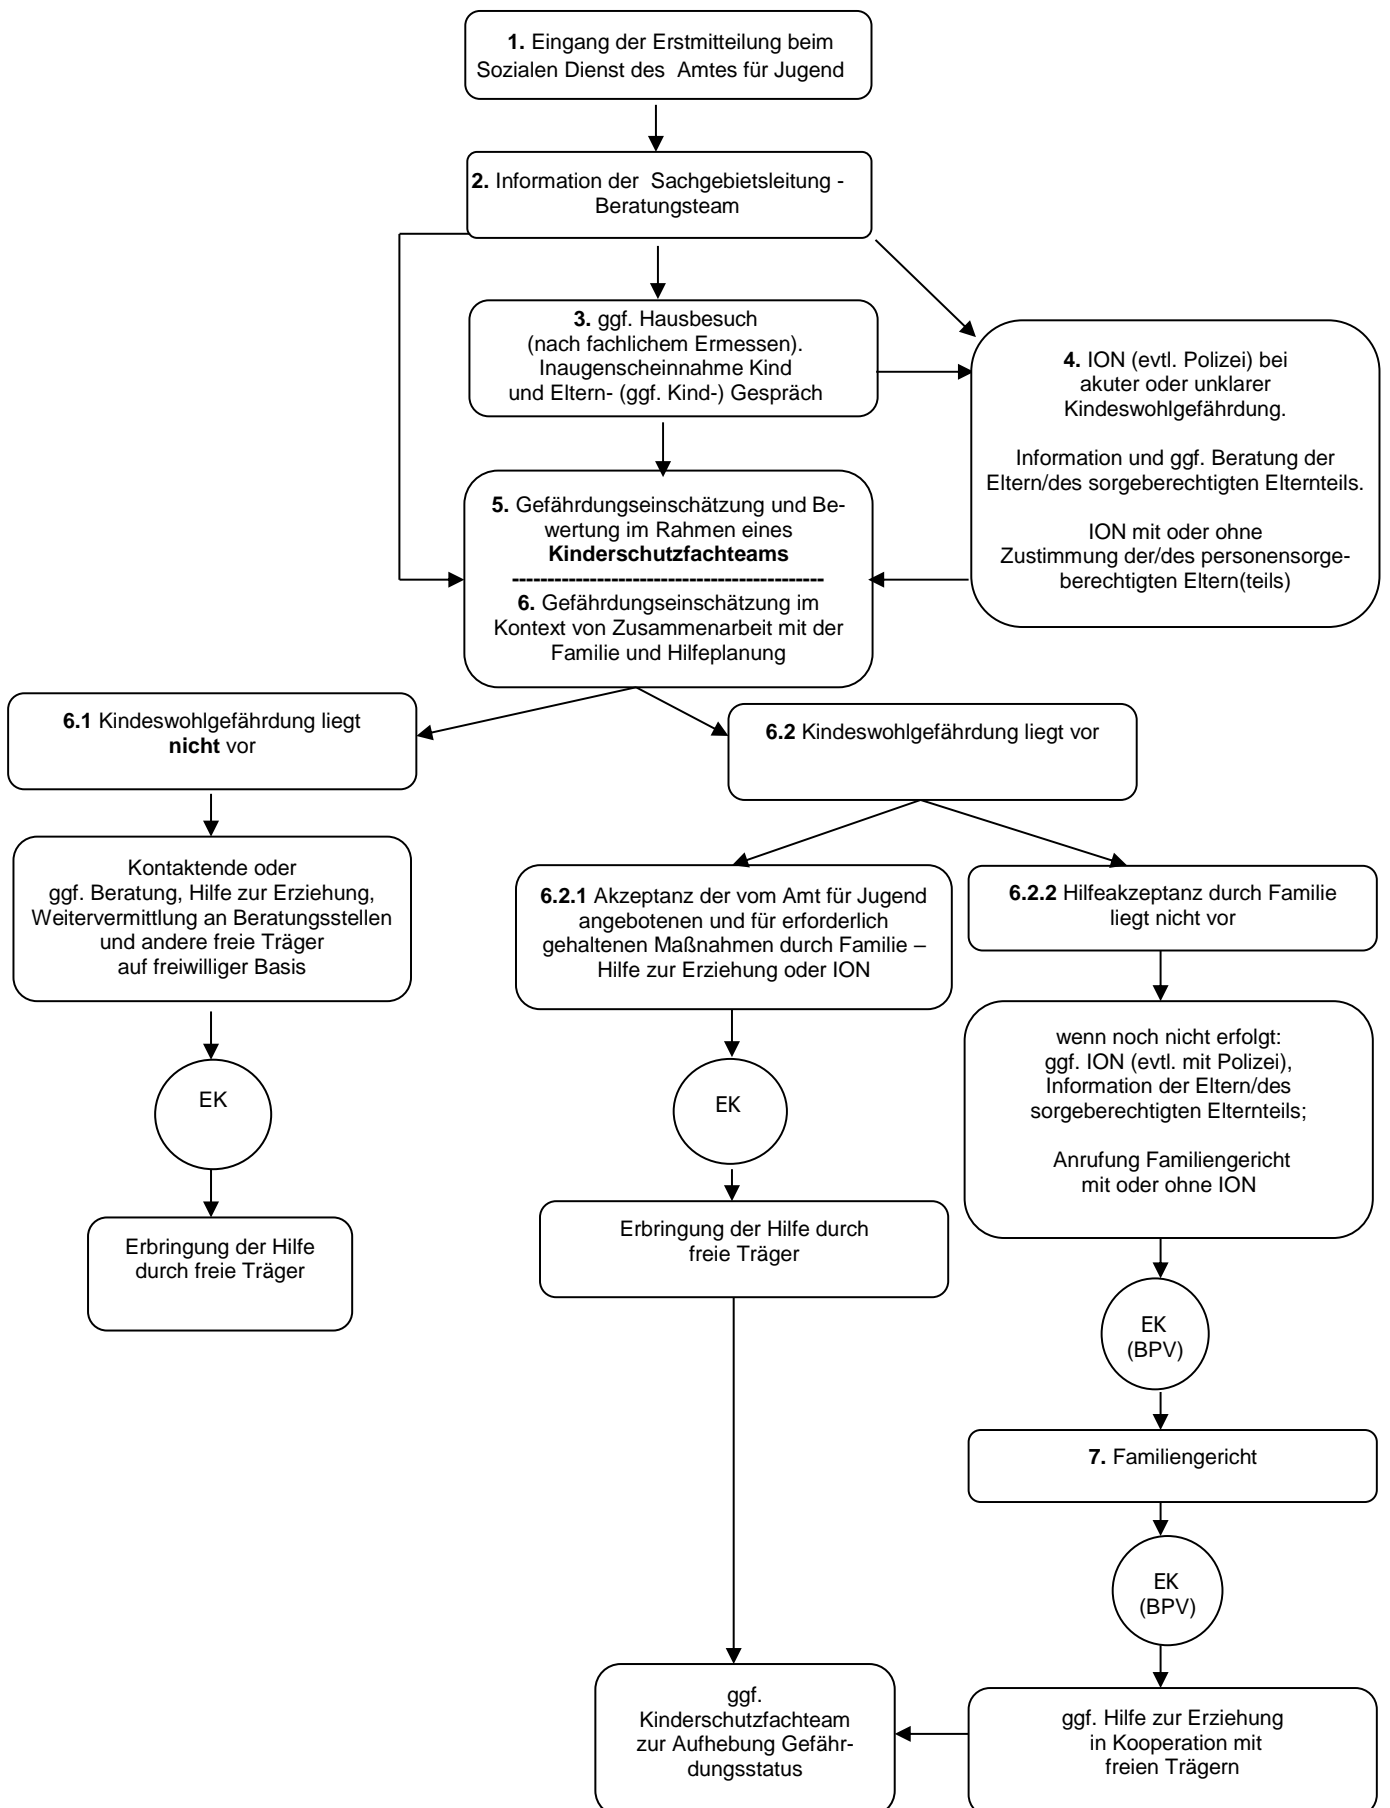 1. Eingang der Erstmitteilung beim
Sozialen Dienst des Amtes für Jugend
2. Information der Sachgebietsleitung -
Beratungsteam
3. ggf. Hausbesuch
(nach fachlichem Ermessen).
Inaugenscheinnahme Kind
und Eltern- (ggf. Kind-) Gespräch
4. ION (evtl. Polizei) bei
akuter oder unklarer
Kindeswohlgefährdung.
Information und ggf. Beratung der
Eltern/des sorgeberechtigten Elternteils.
ION mit oder ohne
Zustimmung der/des personensorge-
berechtigten Eltern(teils)
5. Gefährdungseinschätzung und Be-
wertung im Rahmen eines
Kinderschutzfachteams
--------------------------------------------
6. Gefährdungseinschätzung im
Kontext von Zusammenarbeit mit der
Familie und Hilfeplanung
6.1 Kindeswohlgefährdung liegt
nicht vor
6.2 Kindeswohlgefährdung liegt vor
Kontaktende oder
ggf. Beratung, Hilfe zur Erziehung,
Weitervermittlung an Beratungsstellen
und andere freie Träger
auf freiwilliger Basis
6.2.1 Akzeptanz der vom Amt für Jugend
angebotenen und für erforderlich
gehaltenen Maßnahmen durch Familie –
Hilfe zur Erziehung oder ION
6.2.2 Hilfeakzeptanz durch Familie
liegt nicht vor
wenn noch nicht erfolgt:
ggf. ION (evtl. mit Polizei),
Information der Eltern/des
sorgeberechtigten Elternteils;
Anrufung Familiengericht
mit oder ohne ION
EK
EK
Erbringung der Hilfe
durch freie Träger
Erbringung der Hilfe durch
freie Träger
EK
(BPV)
7. Familiengericht
EK
(BPV)
ggf.
Kinderschutzfachteam
zur Aufhebung Gefähr-
dungsstatus
ggf. Hilfe zur Erziehung
in Kooperation mit
freien Trägern